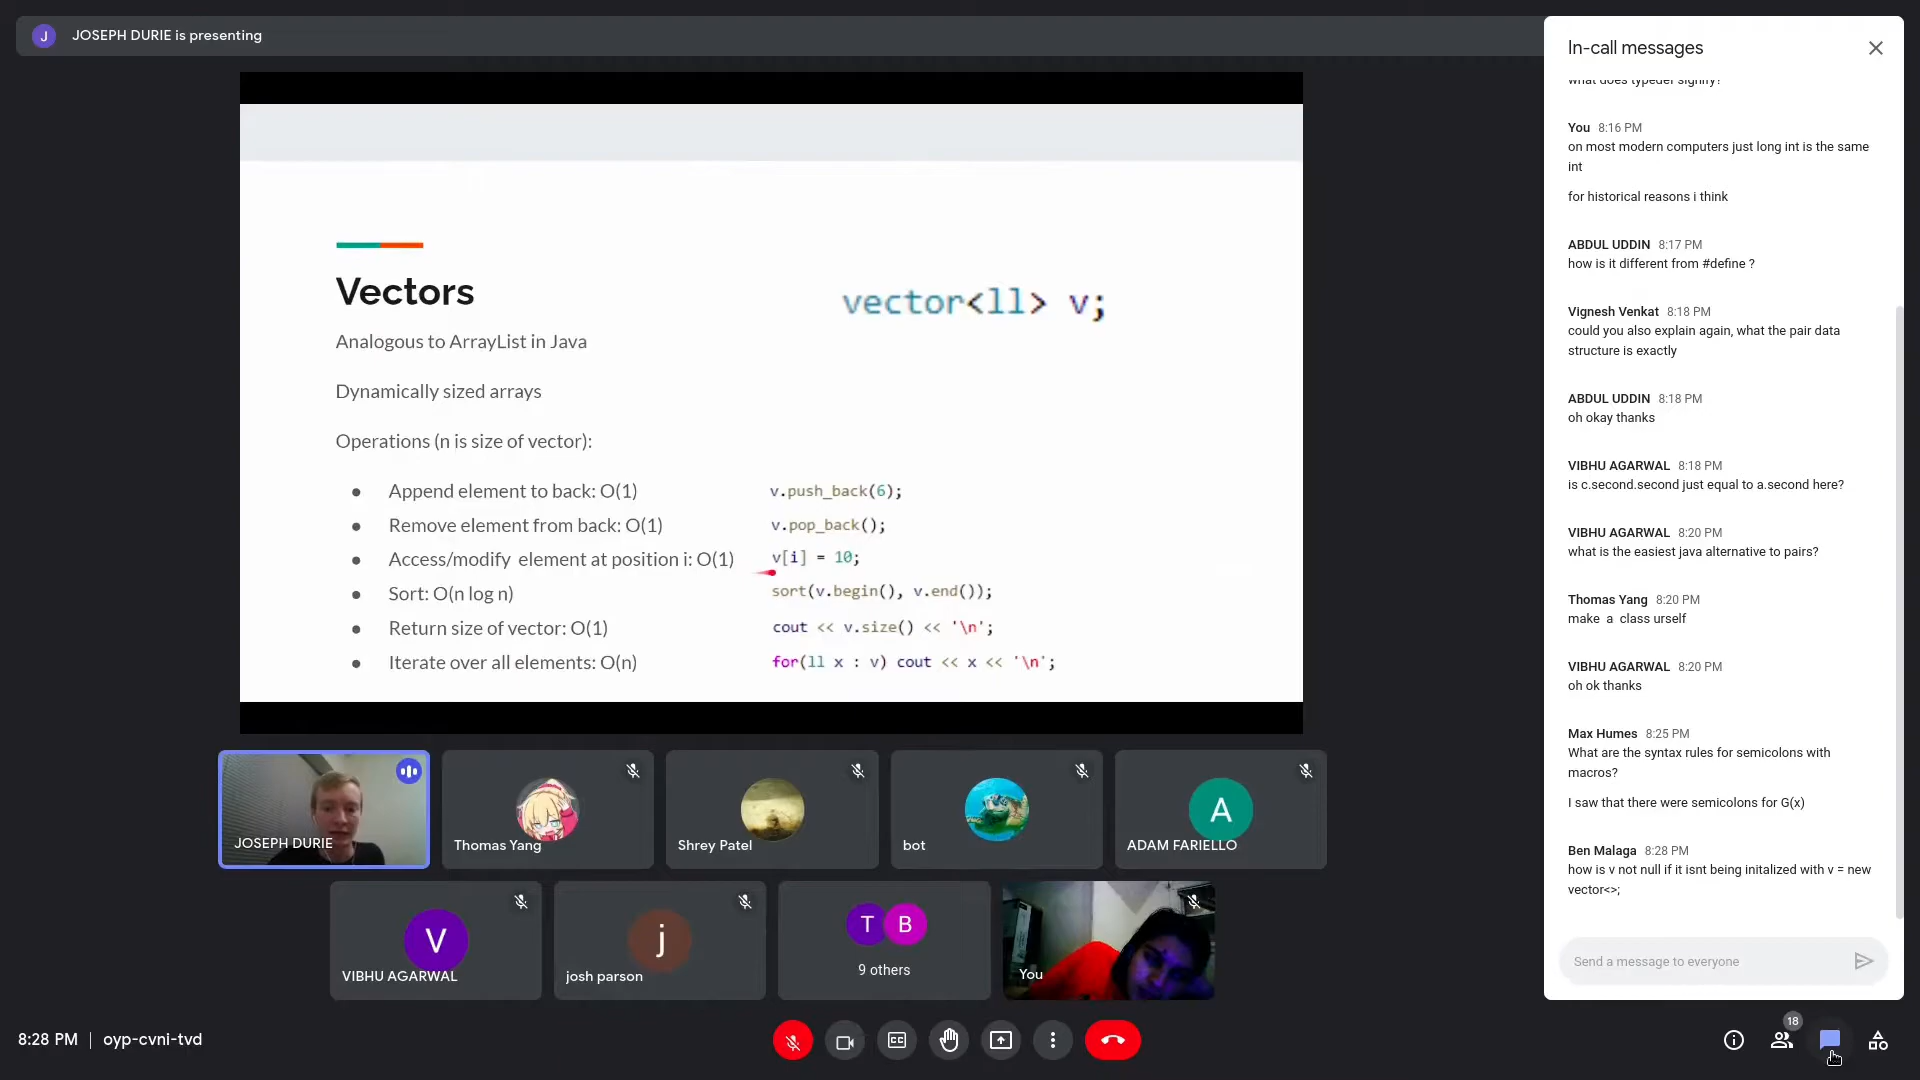 J
JOSEPH DURIE is presenting
Vectors
vector<ll> v;
Analogous to ArrayList in Java
Dynamically sized arrays
Operations (n is size of vector):
● Append element to back: O(1)
v.push_back(6);
● Remove element from back: O(1)
v.pop_back();
● Access/modify element at position i: O(1)
v[i] = 10;
● Sort: O(n log n)
sort(v.begin(), v.end());
● Return size of vector: O(1)
cout << v.size() << '\n';
● Iterate over all elements: O(n)
for(ll x : v) cout << x << '\n';
JOSEPH DURIE
Thomas Yang
Shrey Patel
bot
A
ADAM FARIELLO
V
VIBHU AGARWAL
j
josh parson
T B
9 others
You
In-call messages
what does typedef signify?
You 8:16 PM
on most modern computers just long int is the same
int
for historical reasons i think
ABDUL UDDIN 8:17 PM
how is it different from #define ?
Vignesh Venkat 8:18 PM
could you also explain again, what the pair data
structure is exactly
ABDUL UDDIN 8:18 PM
oh okay thanks
VIBHU AGARWAL 8:18 PM
is c.second.second just equal to a.second here?
VIBHU AGARWAL 8:20 PM
what is the easiest java alternative to pairs?
Thomas Yang 8:20 PM
make a class urself
VIBHU AGARWAL 8:20 PM
oh ok thanks
Max Humes 8:25 PM
What are the syntax rules for semicolons with
macros?
I saw that there were semicolons for G(x)
Ben Malaga 8:28 PM
how is v not null if it isnt being initalized with v = new
vector<>;
Send a message to everyone
8:28 PM | oyp-cvni-tvd
18